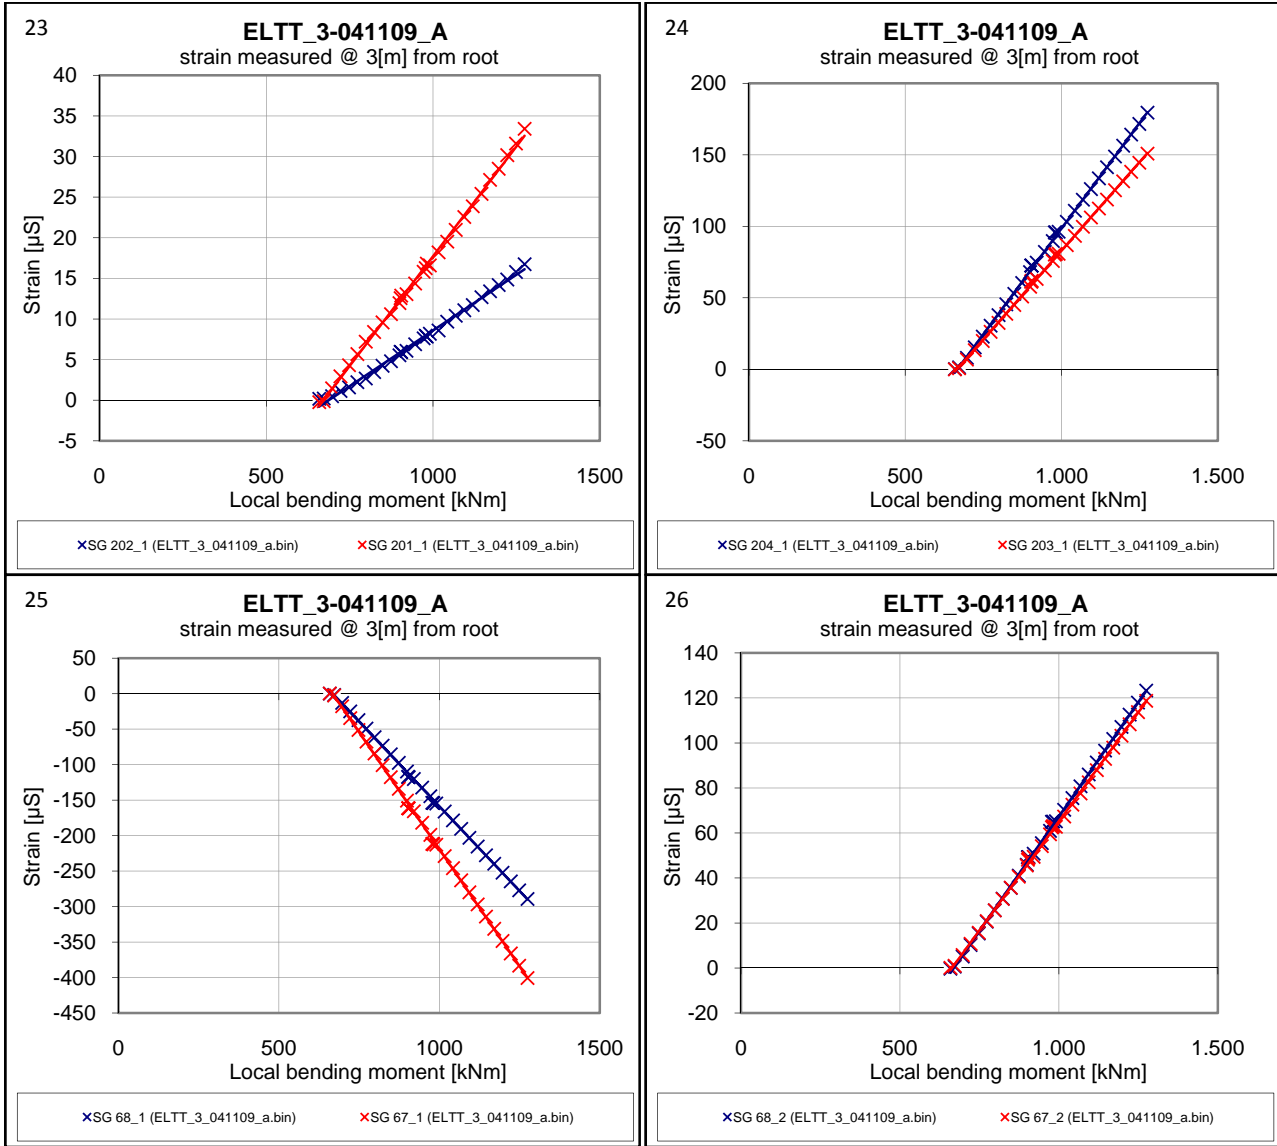 23
ELTT_3-041109_A
strain measured @ 3[m] from root
40
35
30
25
20
15
10
5
0
-5
Strain [µS]
0 500 1000 1500
Local bending moment [kNm]
×SG 202_1 (ELTT_3_041109_a.bin) ×SG 201_1 (ELTT_3_041109_a.bin)
24
ELTT_3-041109_A
strain measured @ 3[m] from root
200
150
100
50
0
-50
Strain [µS]
0 500 1.000 1.500
Local bending moment [kNm]
×SG 204_1 (ELTT_3_041109_a.bin) ×SG 203_1 (ELTT_3_041109_a.bin)
25
ELTT_3-041109_A
strain measured @ 3[m] from root
50
0
-50
-100
-150
-200
-250
-300
-350
-400
-450
Strain [µS]
0 500 1000 1500
Local bending moment [kNm]
×SG 68_1 (ELTT_3_041109_a.bin) ×SG 67_1 (ELTT_3_041109_a.bin)
26
ELTT_3-041109_A
strain measured @ 3[m] from root
140
120
100
80
60
40
20
0
-20
Strain [µS]
0 500 1.000 1.500
Local bending moment [kNm]
×SG 68_2 (ELTT_3_041109_a.bin) ×SG 67_2 (ELTT_3_041109_a.bin)